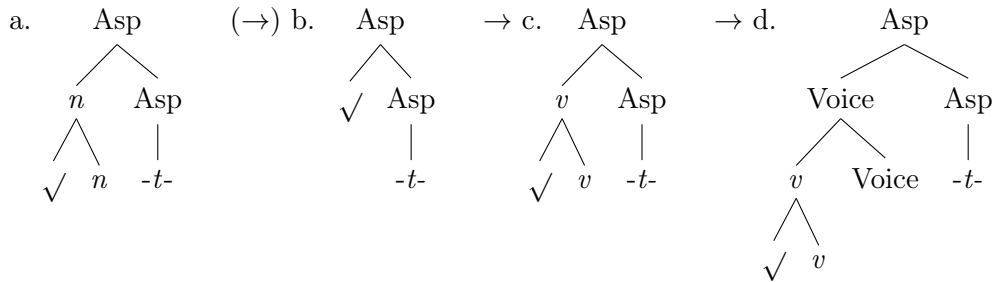 a. Asp (→) b. Asp → c. Asp → d. Asp
n Asp √ Asp v Asp Voice Asp
√ n -t- -t- √ v -t- v Voice -t-
√ v